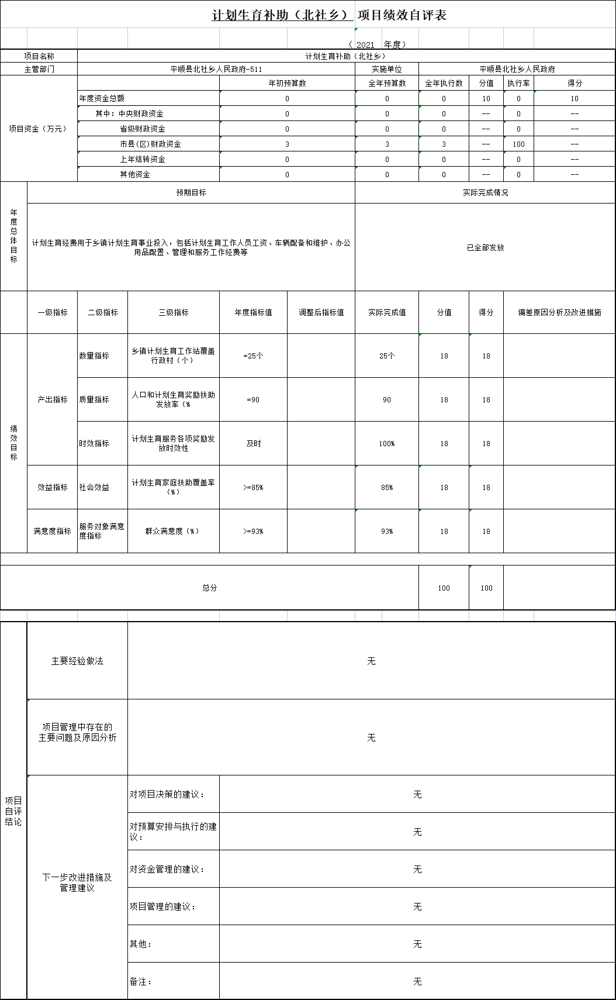 计划生育补助（北社乡） 项目绩效自评表
（ 2021 年度）
项目名称 计划生育补助（北社乡）
主管部门 平顺县北社乡人民政府-511 实施单位 平顺县北社乡人民政府
项目资金（万元） 年初预算数 全年预算数 全年执行数 分值 执行率 得分
年度资金总额 0 0 0 10 0 10
其中：中央财政资金 0 0 0 -- 0 --
省级财政资金 0 0 0 -- 0 --
市县(区)财政资金 3 3 3 -- 100 --
上年结转资金 0 0 0 -- 0 --
其他资金 0 0 0 -- 0 --
年度总体目标
预期目标 实际完成情况
计划生育经费用于乡镇计划生育事业投入，包括计划生育工作人员工资、车辆配备和维护、办公
用品配置、管理和服务工作经费等
已全部发放
一级指标 二级指标 三级指标 年度指标值 调整后指标值 实际完成值 分值 得分 偏差原因分析及改进措施
绩效目标
产出指标
数量指标 乡镇计划生育工作站覆盖
行政村（个） =25个 25个 18 18
质量指标 人口和计划生育奖励扶助
发放率（% =90 90 18 18
时效指标 计划生育服务各项奖励发
放时效性 及时 100% 18 18
效益指标 社会效益 计划生育家庭扶助覆盖率
（%） >=85% 85% 18 18
满意度指标 服务对象满意
度指标 群众满意度（%） >=93% 93% 18 18
总分 100 100
项目
自评
结论
主要经验做法 无
项目管理中存在的
主要问题及原因分析 无
下一步改进措施及
管理建议
对项目决策的建议： 无
对预算安排与执行的建
议： 无
对资金管理的建议： 无
项目管理的建议： 无
其他： 无
备注： 无